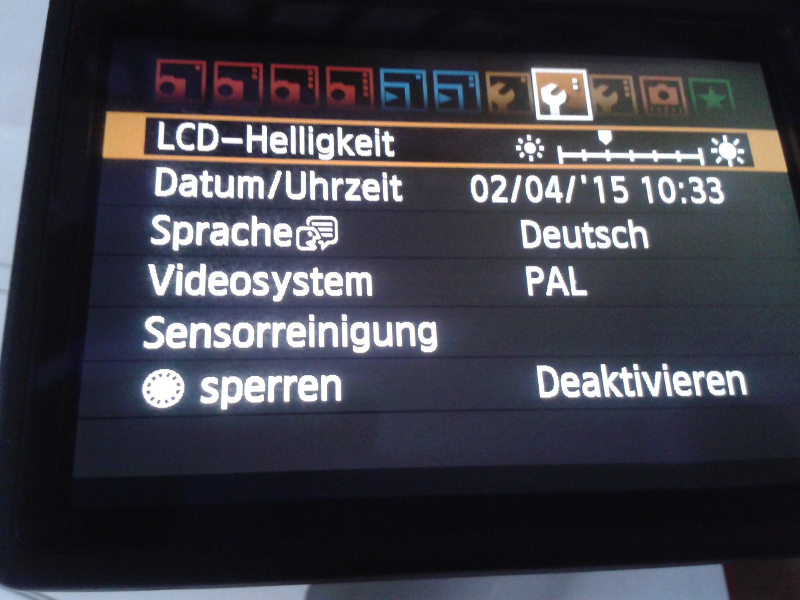 LCD-Helligkeit
Datum/Uhrzeit 02/04/'15 10:33
Sprache Deutsch
Videosystem PAL
Sensorreinigung
sperren Deaktivieren